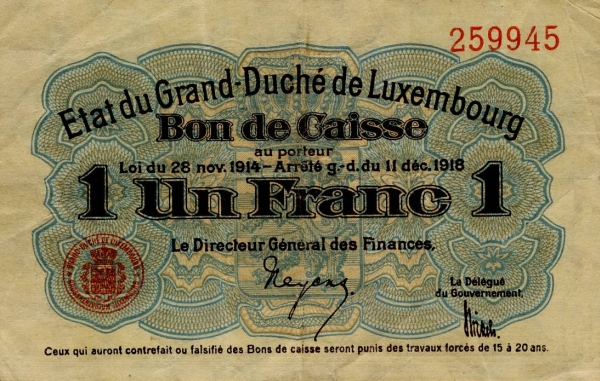 259945
Etat du Grand-Duché de Luxembourg
Bon de Caisse
au porteur
Loi du 28 nov. 1914 – Arrêté g.-d. du 11 déc. 1918
1 Un Franc 1
Le Directeur Général des Finances,
Neyens
La Délégué
du Gouvernement,
Ceux qui auront contrefait ou falsifié des Bons de caisse seront punis des travaux forcés de 15 à 20 ans.